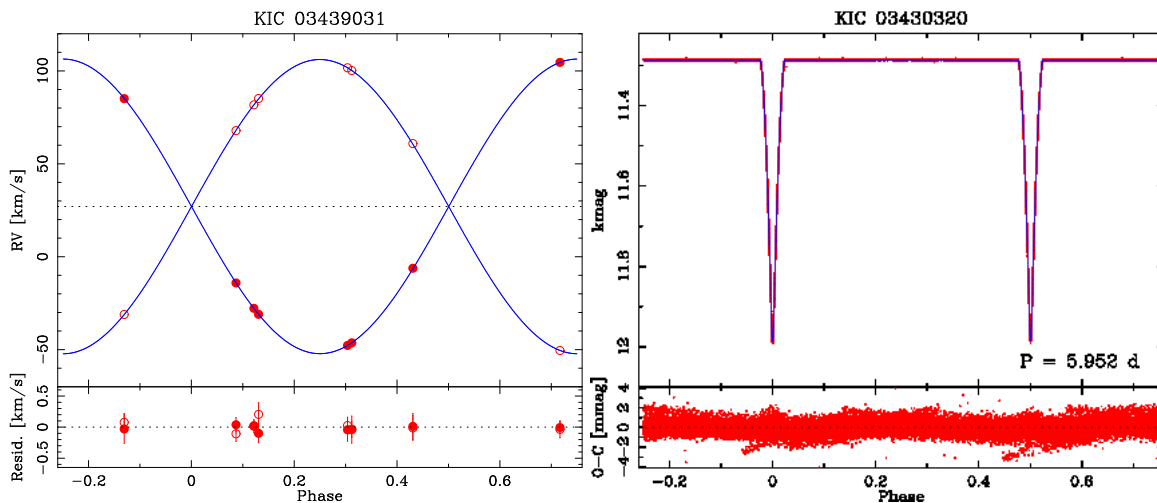 KIC 03439031
RV [km/s]
100
50
0
−50
Resid. [km/s]
0.5
0
−0.5
−0.2
0
0.2
0.4
0.6
Phase
KIC 03430320
kmag
11.4
11.6
11.8
12
P = 5.952 d
O−C [mmag]
4
2
0
−2
−4
−0.2
0
0.2
0.4
0.6
Phase